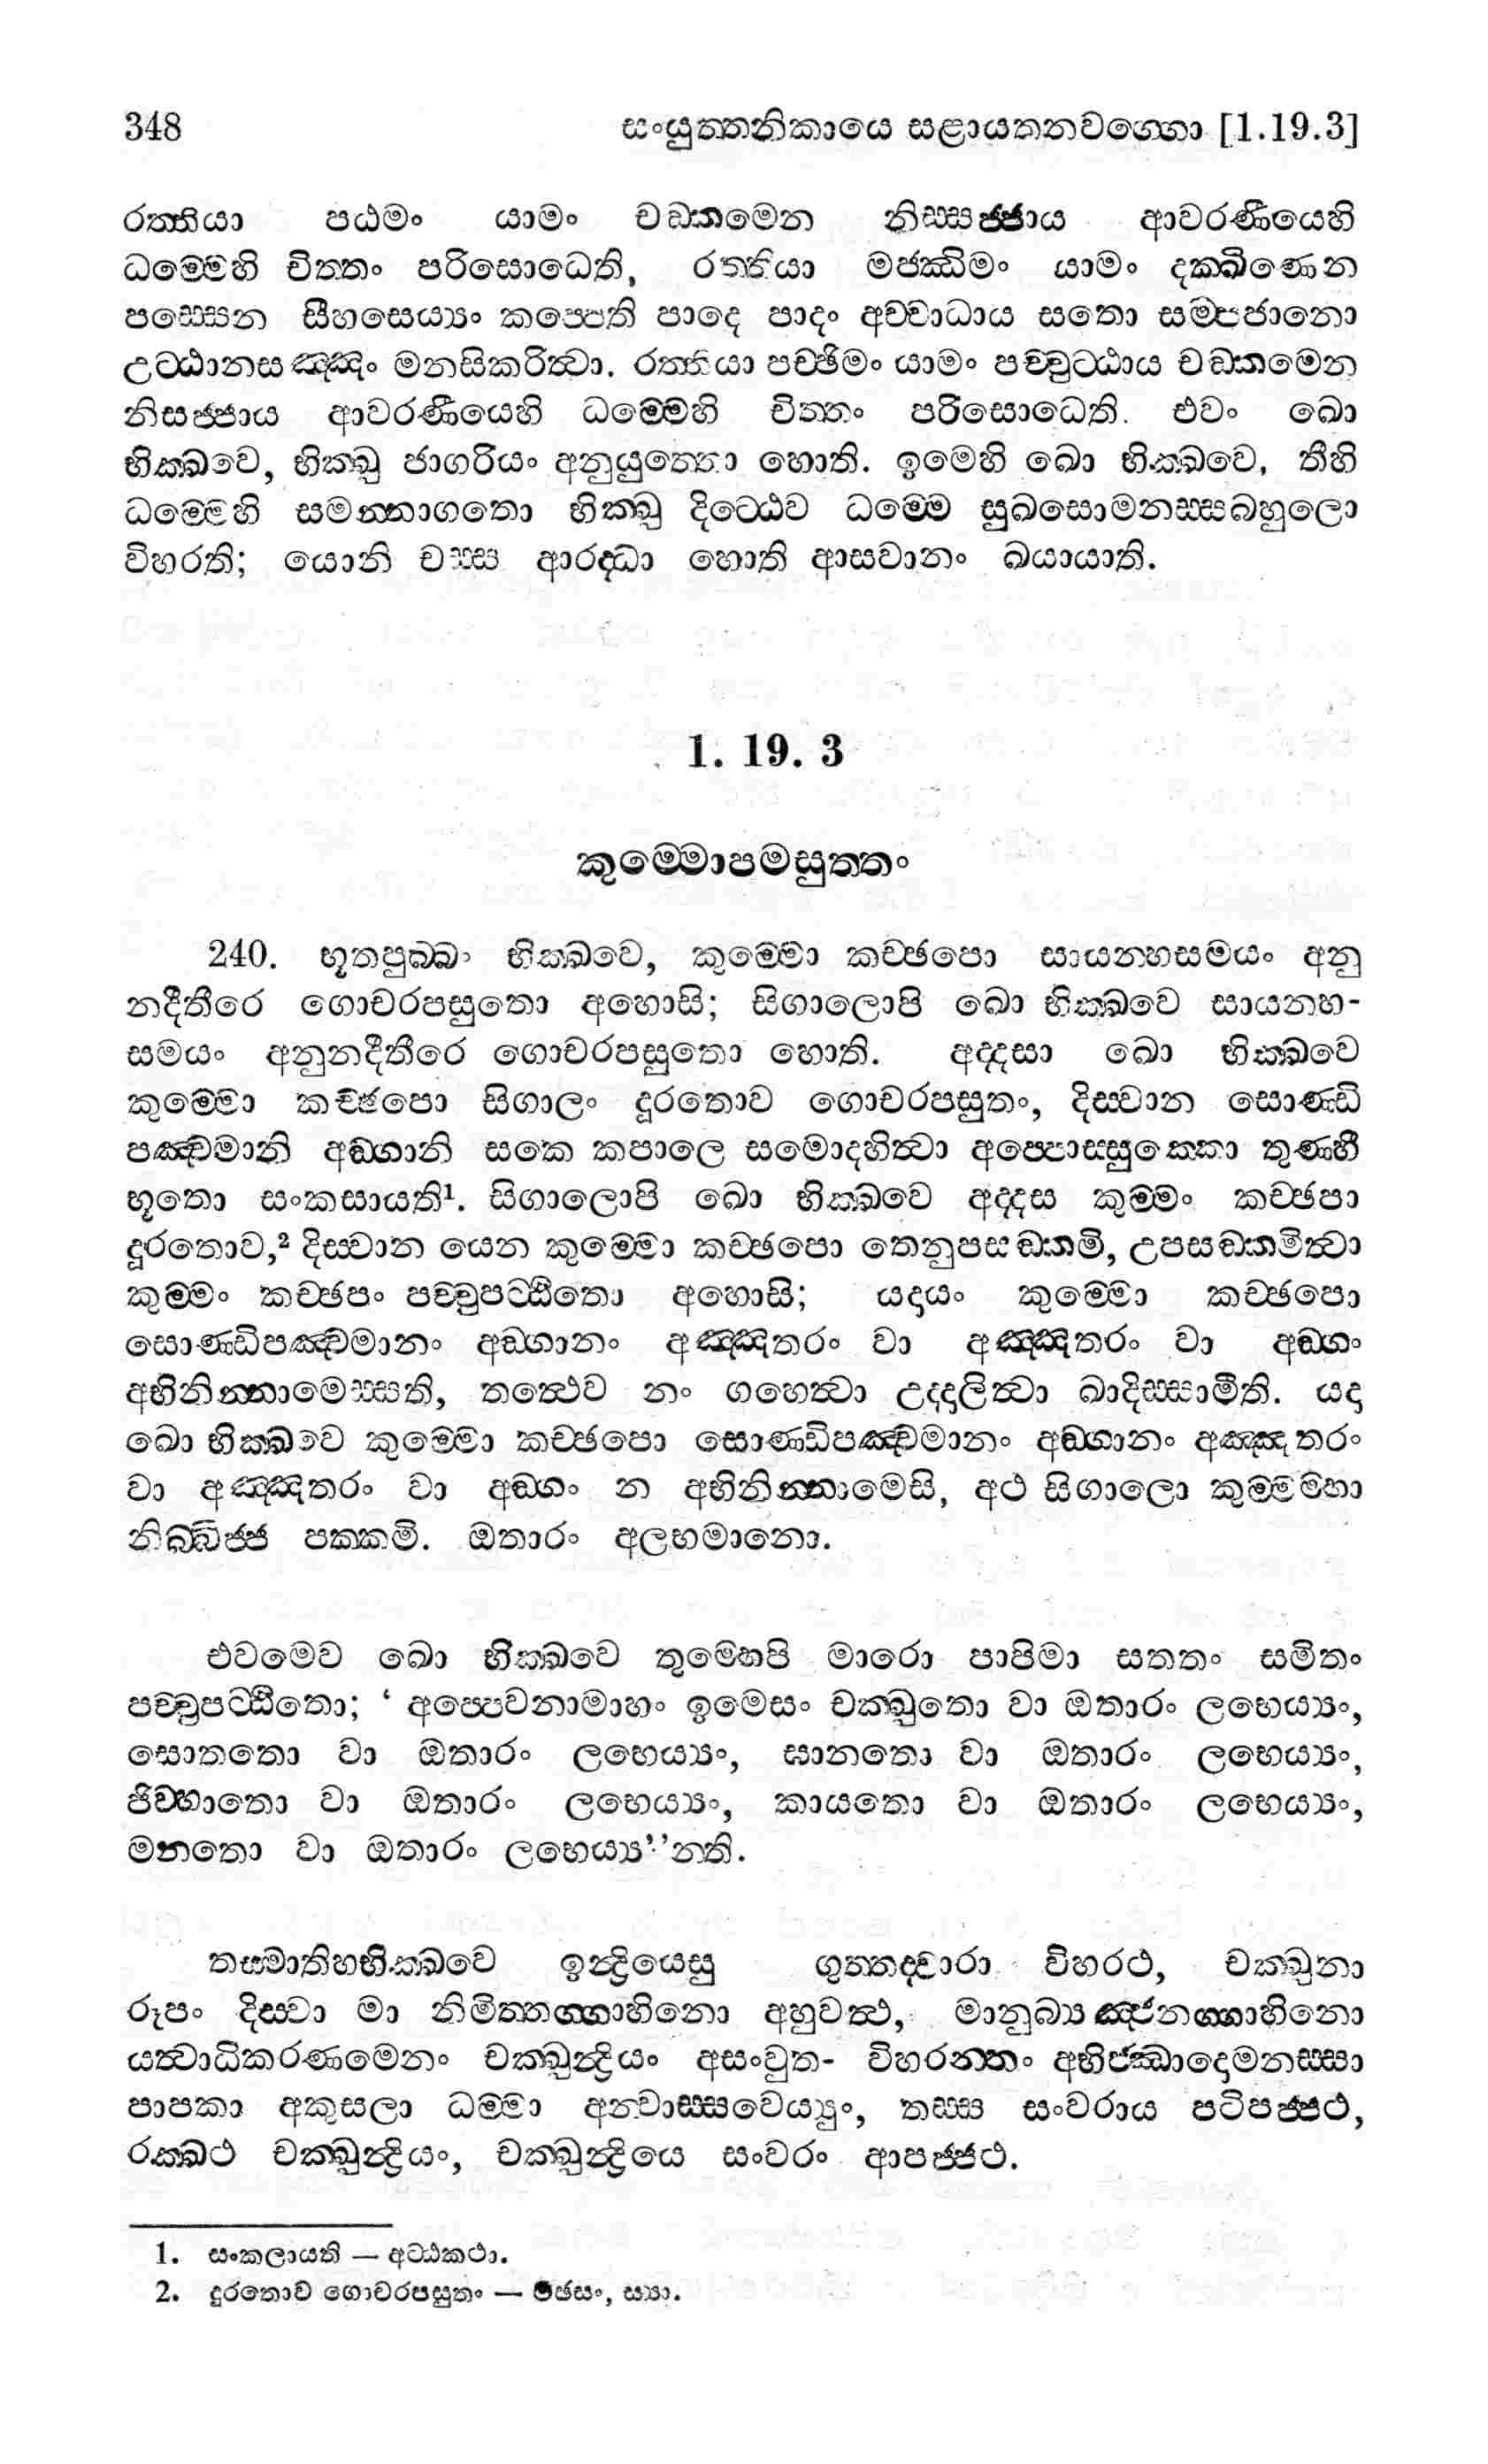 348 සංයුත්තනිකායෙ සළායතනවග්ගො [1.19.3]
රත්තියා පඨමං යාමං චඞ්කමෙන නිස්සජ්ජාය ආවරණීයෙහි
ධම්මෙහි චිත්තං පරිසොධෙති, රත්තියා මජ්ඣිමං යාමං දක්ඛිණෙන
පස්සෙන සීහසෙය්‍යං කප්පෙති පාදෙ පාදං අච්චාධාය සතො සම්පජානො
උට්ඨානසඤ්ඤං මනසිකරිත්‍වා. රත්තියා පච්ඡිමං යාමං පච්චුට්ඨාය චඞ්කමෙන
නිසජ්ජාය ආවරණීයෙහි ධම්මෙහි චිත්තං පරිසොධෙති. එවං ඛො
භික්ඛවෙ, භික්ඛු ජාගරියං අනුයුත්තො හොති. ඉමෙහි ඛො භික්ඛවෙ, තීහි
ධම්මෙහි සමන්නාගතො භික්ඛු දිට්ඨෙව ධම්මෙ සුඛසොමනස්සබහුලො
විහරති; යොනි චස්ස ආරද්ධා හොති ආසවානං ඛයායාති.
1. 19. 3
කුම්මොපමසුත්තං
240. භූතපුබ්බං භික්ඛවෙ, කුම්මො කච්ඡපො සායන්හසමයං අනු
නදීතීරෙ ගොචරපසුතො අහොසි; සිගාලොපි ඛො භික්ඛවෙ සායන්හ-
සමයං අනුනදීතීරෙ ගොචරපසුතො හොති. අද්දසා ඛො භික්ඛවෙ
කුම්මො කච්ඡපො සිගාලං දූරතොව ගොචරපසුතං, දිස්වාන සොණ්ඩි
පඤ්චමානි අඞ්ගානි සකෙ කපාලෙ සමොදහිත්‍වා අප්පොස්සුක්කො තුණ්හී
භූතො සංකසායති¹. සිගාලොපි ඛො භික්ඛවෙ අද්දස කුම්මං කච්ඡපා
දූරතොව,² දිස්වාන යෙන කුම්මො කච්ඡපො තෙනුපසඞ්කමි, උපසඞ්කමිත්‍වා
කුම්මං කච්ඡපං පච්චුපට්ඨිතො අහොසි; යදායං කුම්මො කච්ඡපො
සොණ්ඩිපඤ්චමානං අඞ්ගානං අඤ්ඤතරං වා අඤ්ඤතරං වා අඞ්ගං
අභිනින්නාමෙස්සති, තත්‍ථෙව නං ගහෙත්‍වා උද්දාලිත්‍වා ඛාදිස්සාමීති. යදා
ඛො භික්ඛවෙ කුම්මො කච්ඡපො සොණ්ඩිපඤ්චමානං අඞ්ගානං අඤ්ඤතරං
වා අඤ්ඤතරං වා අඞ්ගං න අභිනින්නාමෙසි, අථ සිගාලො කුම්මම්හා
නිබ්බිජ්ජ පක්කමි. ඔතාරං අලභමානො.
එවමෙව ඛො භික්ඛවෙ තුම්හෙපි මාරො පාපිමා සතතං සමිතං
පච්චුපට්ඨිතො; ‘ අප්පෙවනාමාහං ඉමෙසං චක්ඛුතො වා ඔතාරං ලභෙය්‍යං,
සොතතො වා ඔතාරං ලභෙය්‍යං, ඝානතො වා ඔතාරං ලභෙය්‍යං,
ජිව්හාතො වා ඔතාරං ලභෙය්‍යං, කායතො වා ඔතාරං ලභෙය්‍යං,
මනතො වා ඔතාරං ලභෙය්‍ය’’න්ති.
තස්මාතිහභික්ඛවෙ ඉන්‍ද්‍රියෙසු ගුත්තද්වාරා විහරථ, චක්ඛුනා
රූපං දිස්වා මා නිමිත්තග්ගාහිනො අහුවත්‍ථ, මානුබ්‍යඤ්ජනග්ගාහිනො
යත්‍වාධිකරණමෙනං චක්ඛුන්‍ද්‍රියං අසංවුත- විහරන්තං අභිජ්ඣාදොමනස්සා
පාපකා අකුසලා ධම්මා අන්වාස්සවෙය්‍යුං, තස්ස සංවරාය පටිපජ්ජථ,
රක්ඛථ චක්ඛුන්‍ද්‍රියං, චක්ඛුන්‍ද්‍රියෙ සංවරං ආපජ්ජථ.
1. සංකලායති — අට්ඨකථා.
2. දූරතොව ගොචරපසුතං — මඡසං, ස්‍යා.